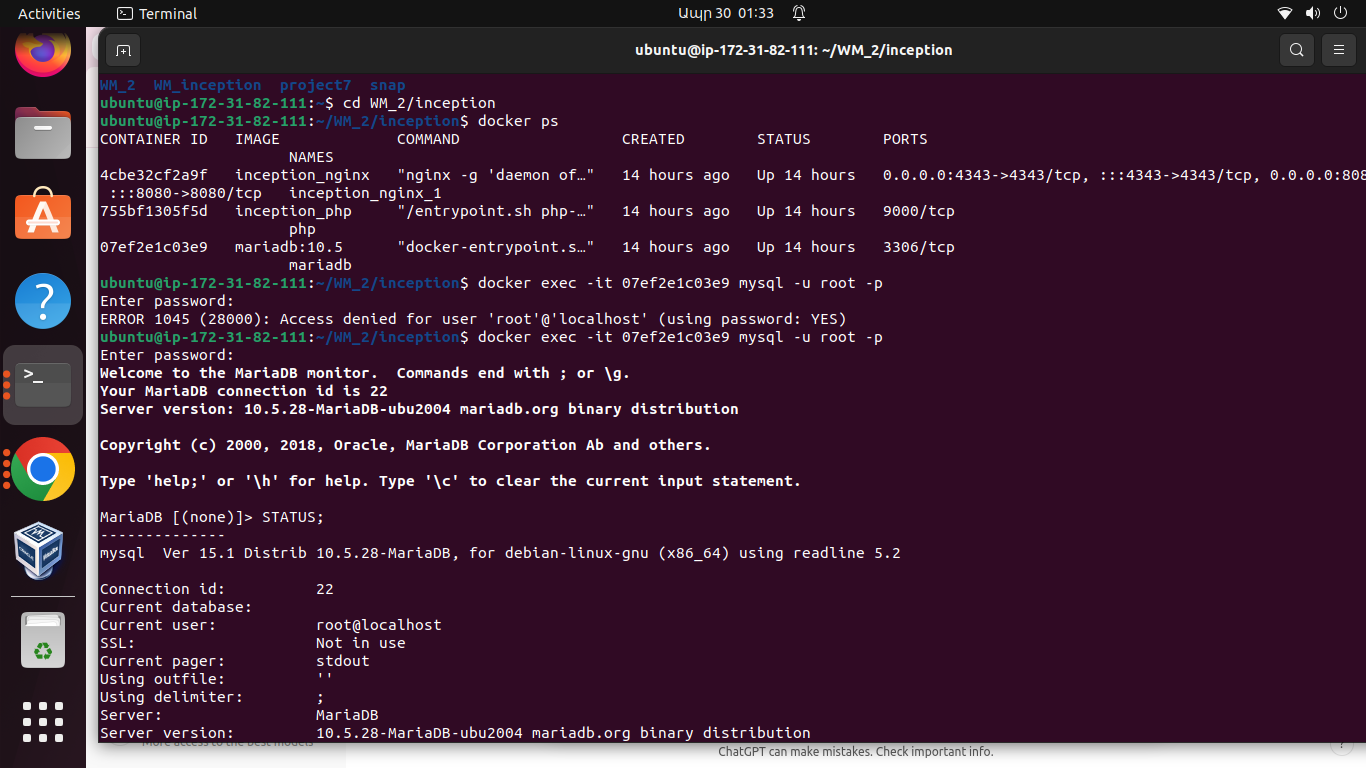 Activities Terminal Ապր 30 01:33
ubuntu@ip-172-31-82-111: ~/WM_2/inception
WM_2 WM_inception project7 snap
ubuntu@ip-172-31-82-111:~$ cd WM_2/inception
ubuntu@ip-172-31-82-111:~/WM_2/inception$ docker ps
CONTAINER ID IMAGE COMMAND CREATED STATUS PORTS
NAMES
4cbe32cf2a9f inception_nginx "nginx -g 'daemon of…" 14 hours ago Up 14 hours 0.0.0.0:4343->4343/tcp, :::4343->4343/tcp, 0.0.0.0:808
:::8080->8080/tcp inception_nginx_1
755bf1305f5d inception_php "/entrypoint.sh php-…" 14 hours ago Up 14 hours 9000/tcp
php
07ef2e1c03e9 mariadb:10.5 "docker-entrypoint.s…" 14 hours ago Up 14 hours 3306/tcp
mariadb
ubuntu@ip-172-31-82-111:~/WM_2/inception$ docker exec -it 07ef2e1c03e9 mysql -u root -p
Enter password:
ERROR 1045 (28000): Access denied for user 'root'@'localhost' (using password: YES)
ubuntu@ip-172-31-82-111:~/WM_2/inception$ docker exec -it 07ef2e1c03e9 mysql -u root -p
Enter password:
Welcome to the MariaDB monitor. Commands end with ; or \g.
Your MariaDB connection id is 22
Server version: 10.5.28-MariaDB-ubu2004 mariadb.org binary distribution
Copyright (c) 2000, 2018, Oracle, MariaDB Corporation Ab and others.
Type 'help;' or '\h' for help. Type '\c' to clear the current input statement.
MariaDB [(none)]> STATUS;
--------------
mysql Ver 15.1 Distrib 10.5.28-MariaDB, for debian-linux-gnu (x86_64) using readline 5.2
Connection id: 22
Current database:
Current user: root@localhost
SSL: Not in use
Current pager: stdout
Using outfile: ''
Using delimiter: ;
Server: MariaDB
Server version: 10.5.28-MariaDB-ubu2004 mariadb.org binary distribution
More access to the best models
ChatGPT can make mistakes. Check important info.